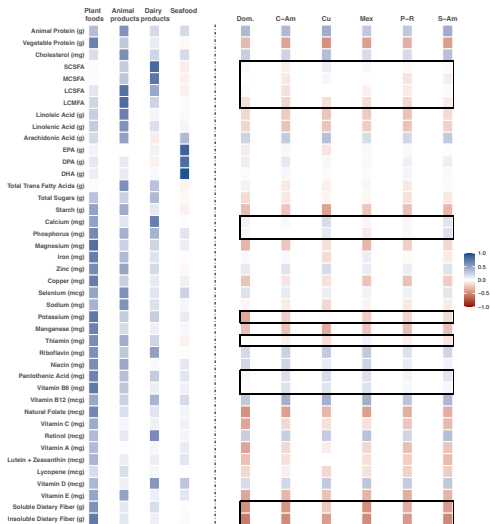 Plant foods Animal products Dairy products Seafood Dom. C−Am Cu Mex P−R S−Am
Animal Protein (g)
Vegetable Protein (g)
Cholesterol (mg)
SCSFA
MCSFA
LCSFA
LCMFA
Linoleic Acid (g)
Linolenic Acid (g)
Arachidonic Acid (g)
EPA (g)
DPA (g)
DHA (g)
Total Trans Fatty Acids (g)
Total Sugars (g)
Starch (g)
Calcium (mg)
Phosphorus (mg)
Magnesium (mg)
Iron (mg)
Zinc (mg)
Copper (mg)
Selenium (mcg)
Sodium (mg)
Potassium (mg)
Manganese (mg)
Thiamin (mg)
Riboflavin (mg)
Niacin (mg)
Pantothenic Acid (mg)
Vitamin B6 (mg)
Vitamin B12 (mcg)
Natural Folate (mcg)
Vitamin C (mg)
Retinol (mcg)
Vitamin A (mcg)
Lutein + Zeaxanthin (mcg)
Lycopene (mcg)
Vitamin D (mcg)
Vitamin E (mg)
Soluble Dietary Fiber (g)
Insoluble Dietary Fiber (g)
1.0
0.5
0.0
−0.5
−1.0